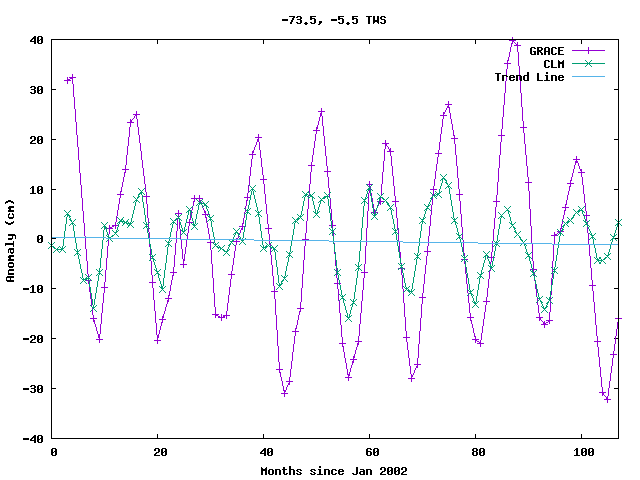 -73.5, -5.5 TWS
GRACE
CLM
Trend Line
40
30
20
10
0
-10
-20
-30
-40
Anomaly (cm)
0 20 40 60 80 100
Months since Jan 2002